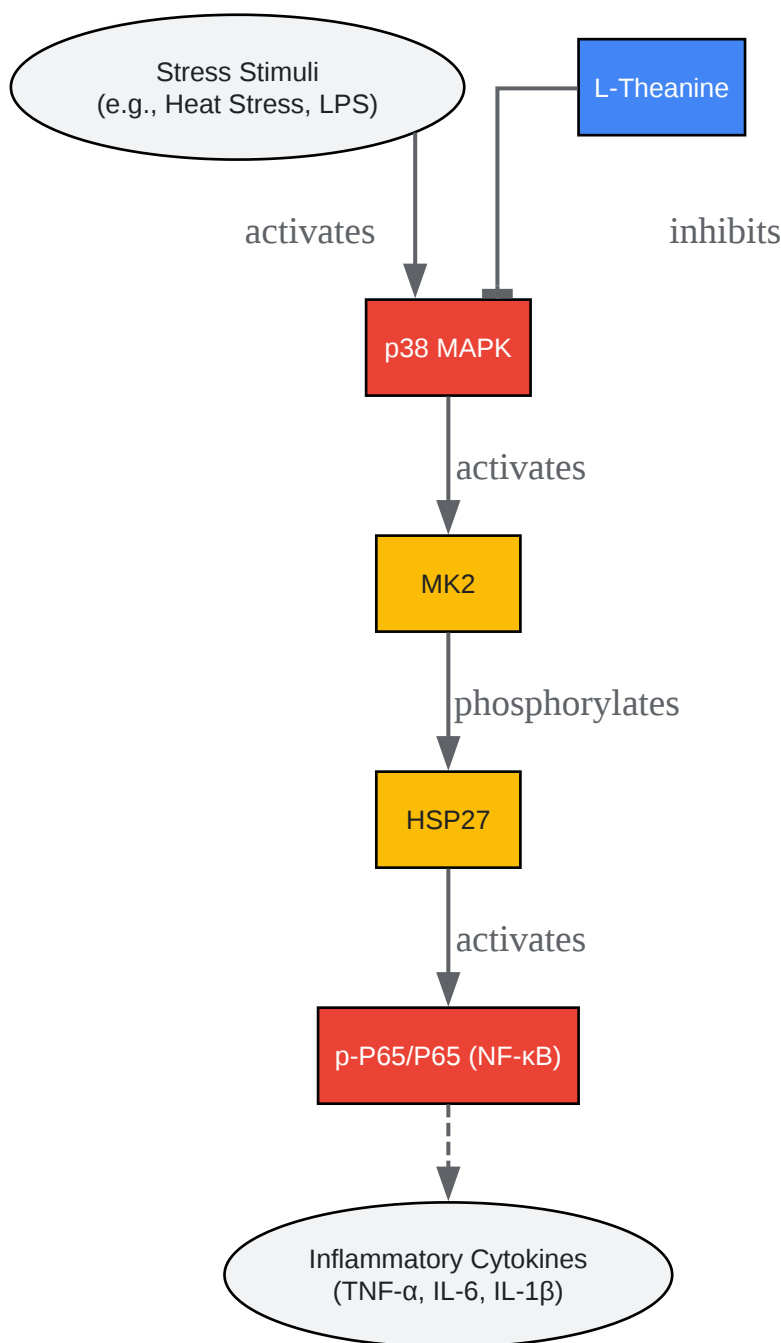 Stress Stimuli
(e.g., Heat Stress, LPS)
L-Theanine
activates
inhibits
p38 MAPK
activates
MK2
phosphorylates
HSP27
activates
p-P65/P65 (NF-κB)
Inflammatory Cytokines
(TNF-α, IL-6, IL-1β)